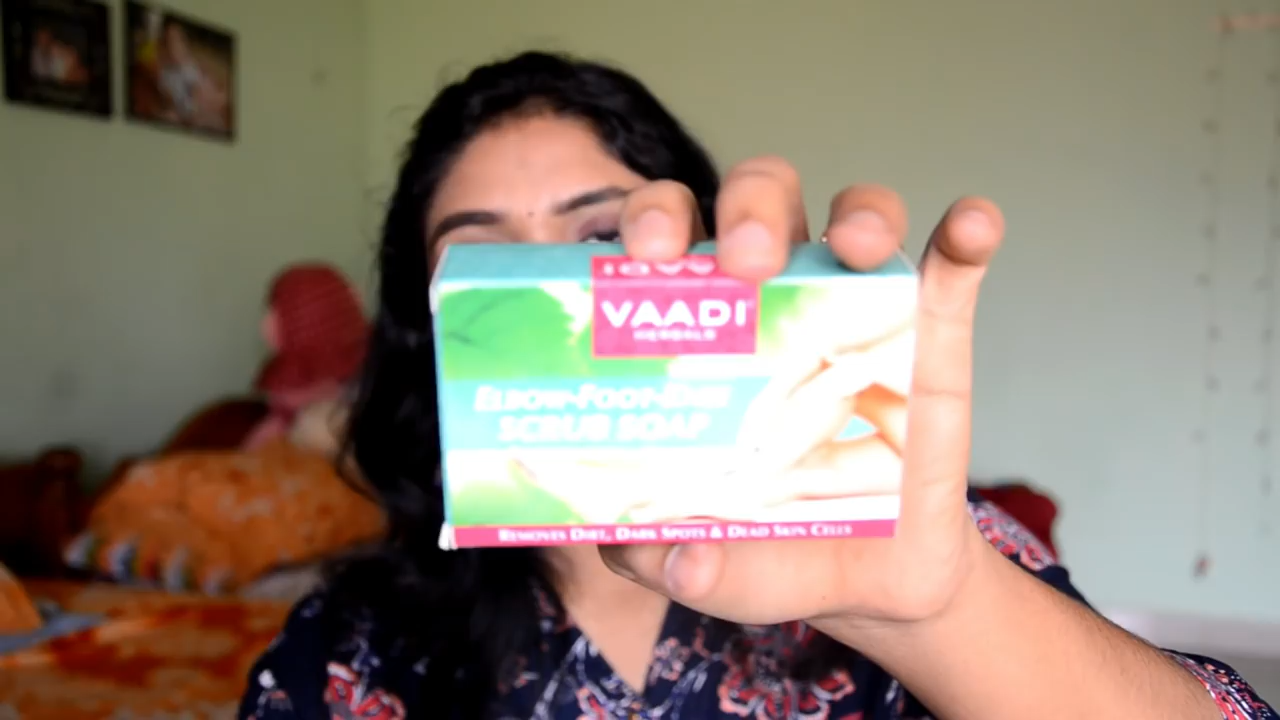 VAADI
HERBALS
ELBOW-FOOT-KNEE
SCRUB SOAP
REMOVES DIRT, DARK SPOTS & DEAD SKIN CELLS